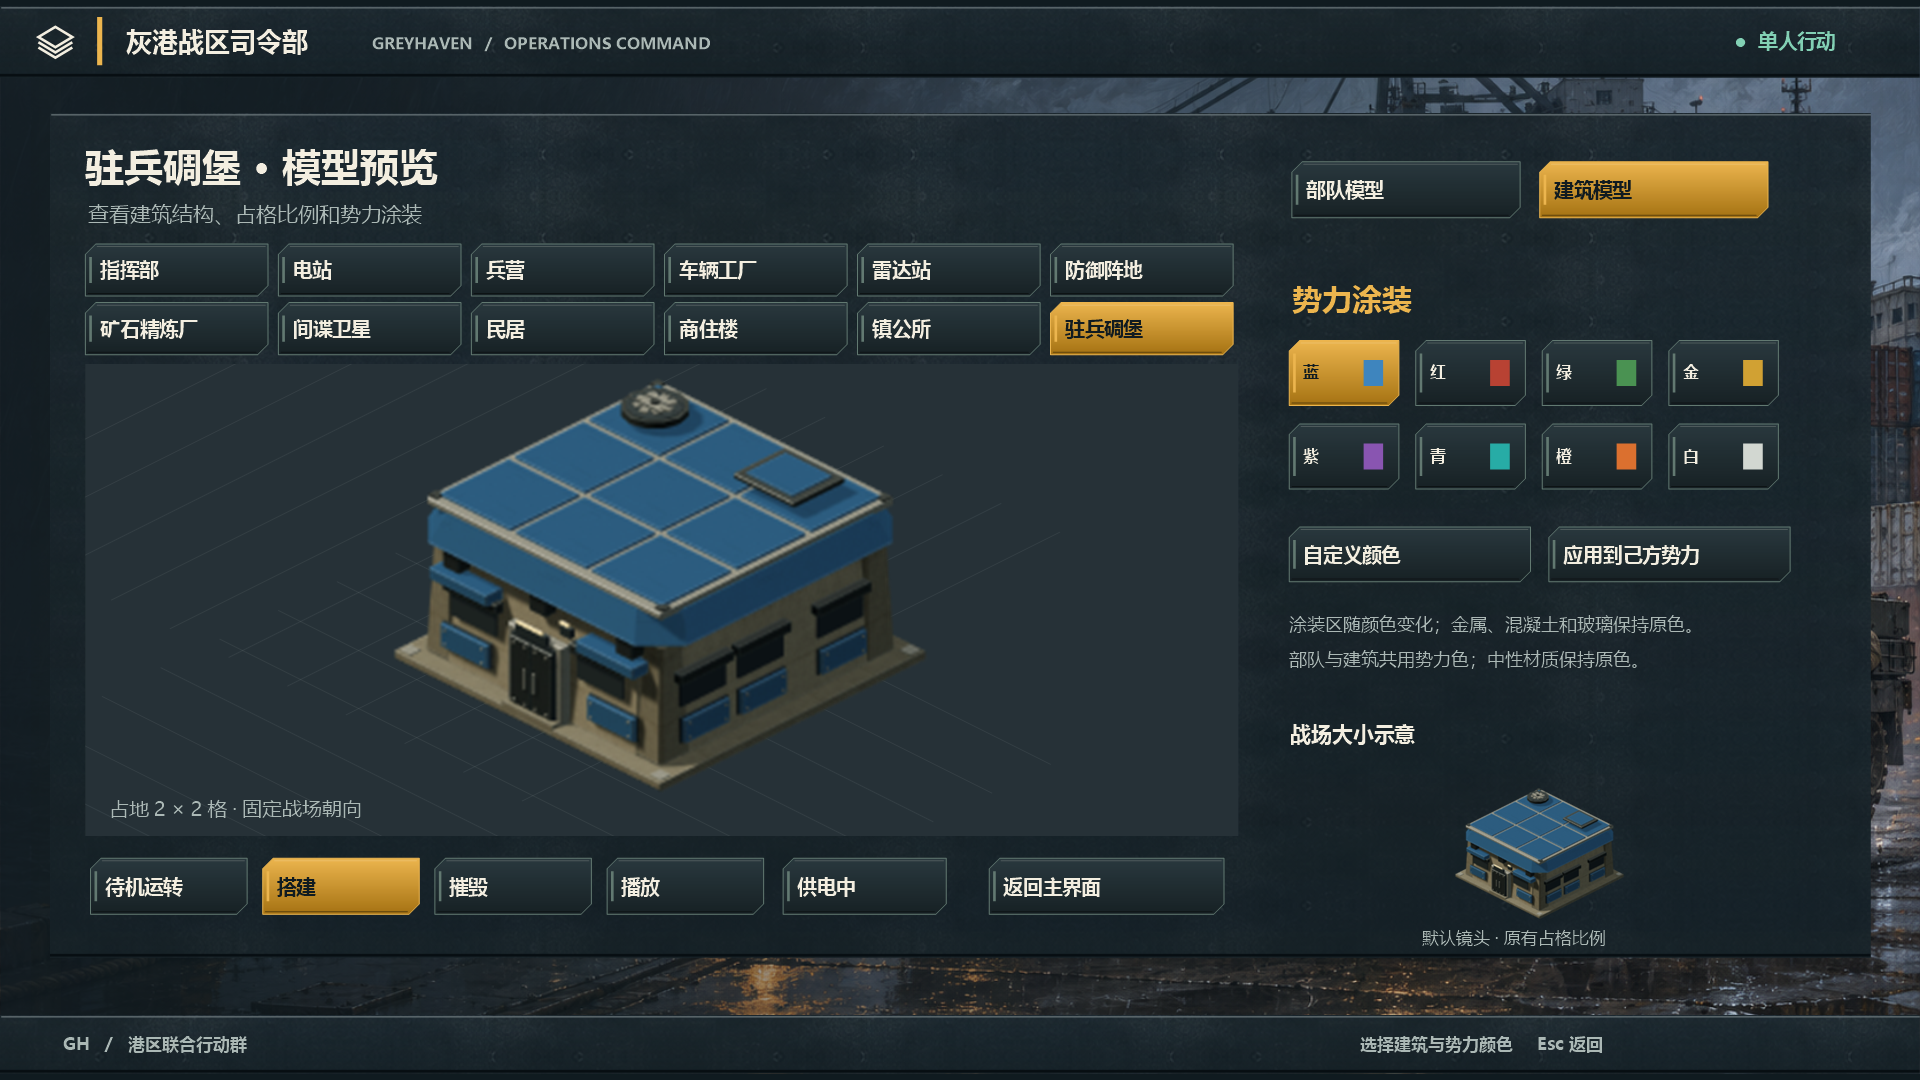 灰港战区司令部
GREYHAVEN / OPERATIONS COMMAND
单人行动
驻兵碉堡·模型预览
查看建筑结构、占格比例和势力涂装
部队模型
建筑模型
指挥部
电站
兵营
车辆工厂
雷达站
防御阵地
矿石精炼厂
间谍卫星
民居
商住楼
镇公所
驻兵碉堡
势力涂装
蓝
红
绿
金
紫
青
橙
白
自定义颜色
应用到己方势力
涂装区随颜色变化；金属、混凝土和玻璃保持原色。
部队与建筑共用势力色；中性材质保持原色。
战场大小示意
占地 2 × 2 格 · 固定战场朝向
待机运转
搭建
摧毁
播放
供电中
返回主界面
默认镜头 · 原有占格比例
GH / 港区联合行动群
选择建筑与势力颜色
Esc 返回